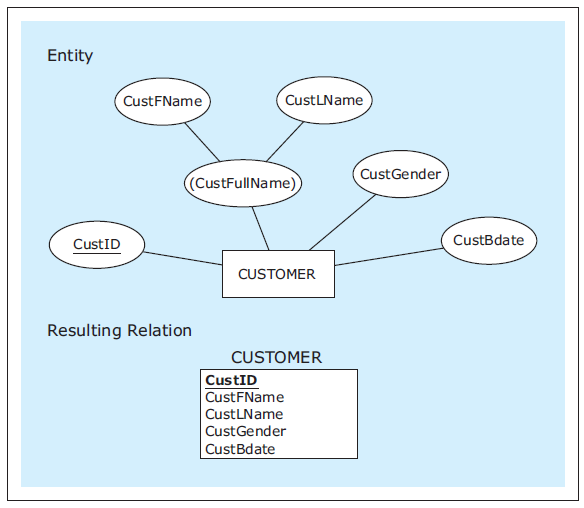 Entity
CustFName
CustLName
(CustFullName)
CustGender
CustID
CustBdate
CUSTOMER
Resulting Relation
CUSTOMER
CustID
CustFName
CustLName
CustGender
CustBdate